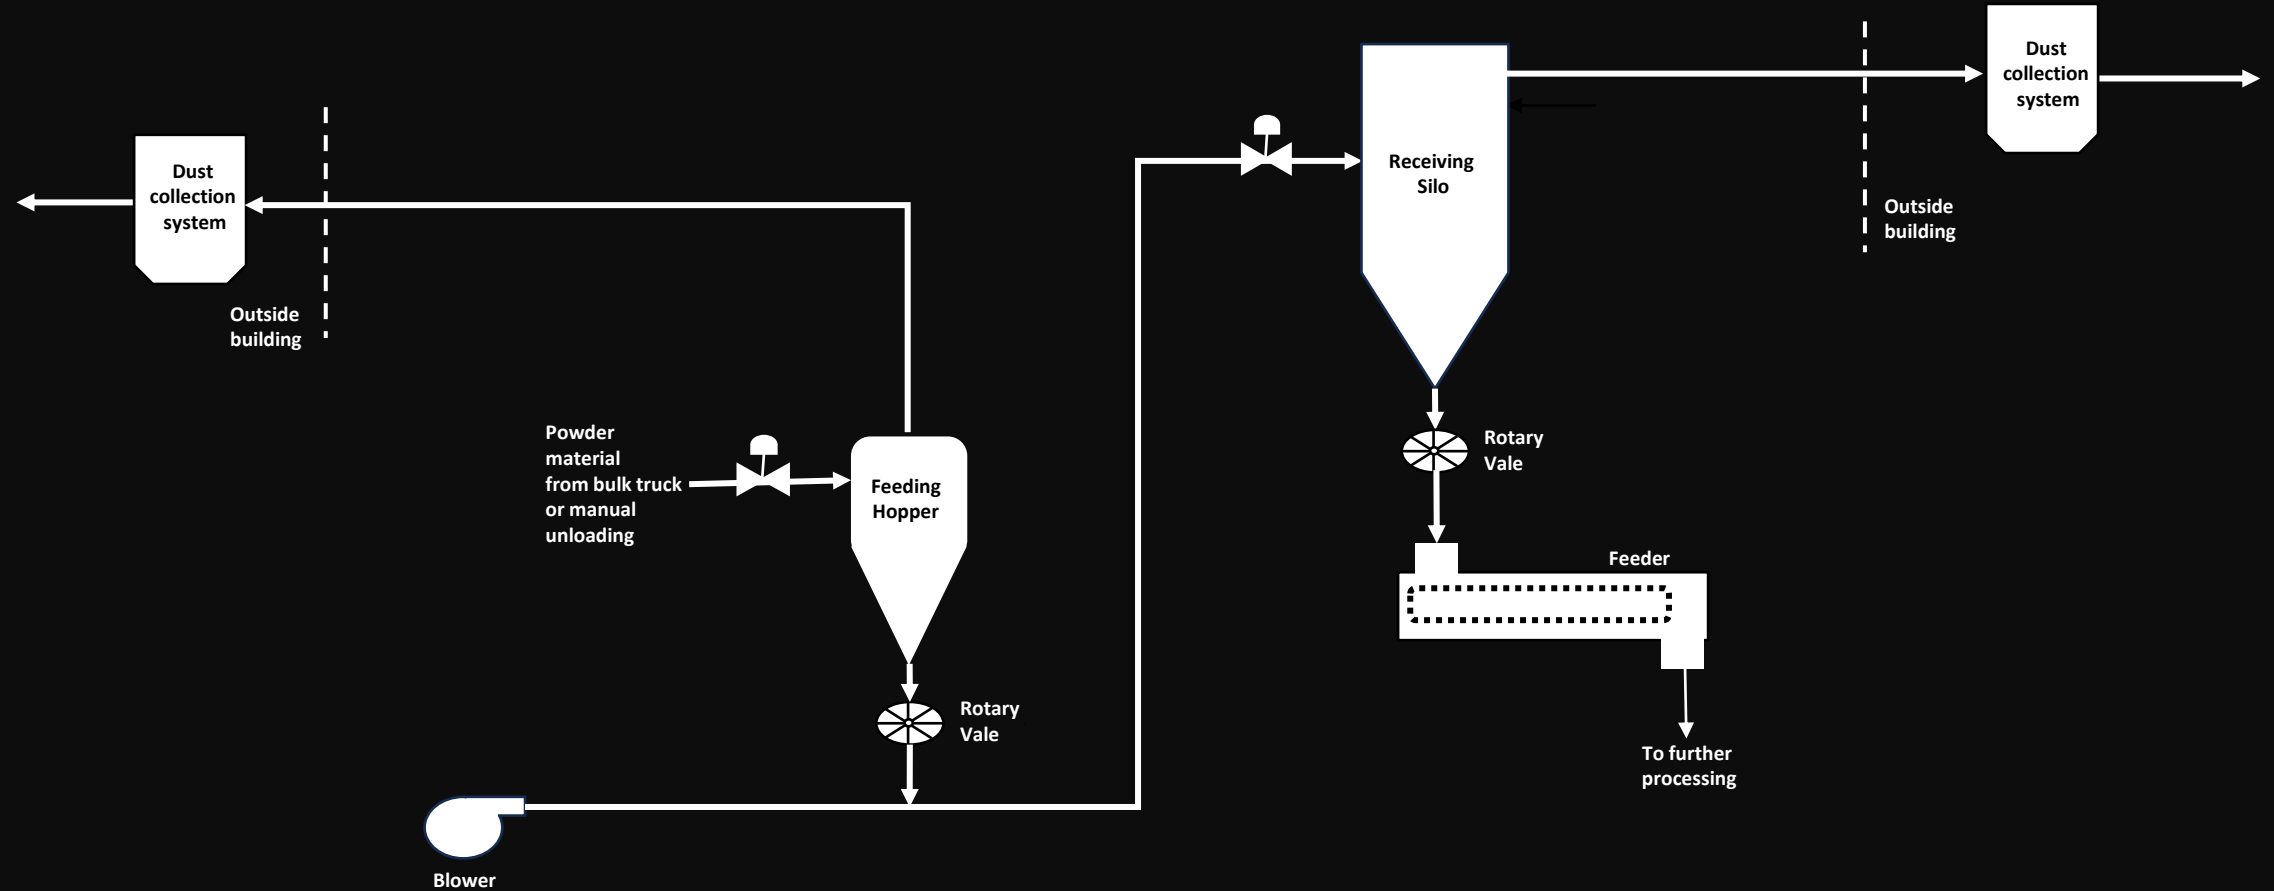 Dust
collection
system
Outside
building
Powder
material
from bulk truck
or manual
unloading
Feeding
Hopper
Rotary
Vale
Blower
Receiving
Silo
Rotary
Vale
Feeder
To further
processing
Dust
collection
system
Outside
building